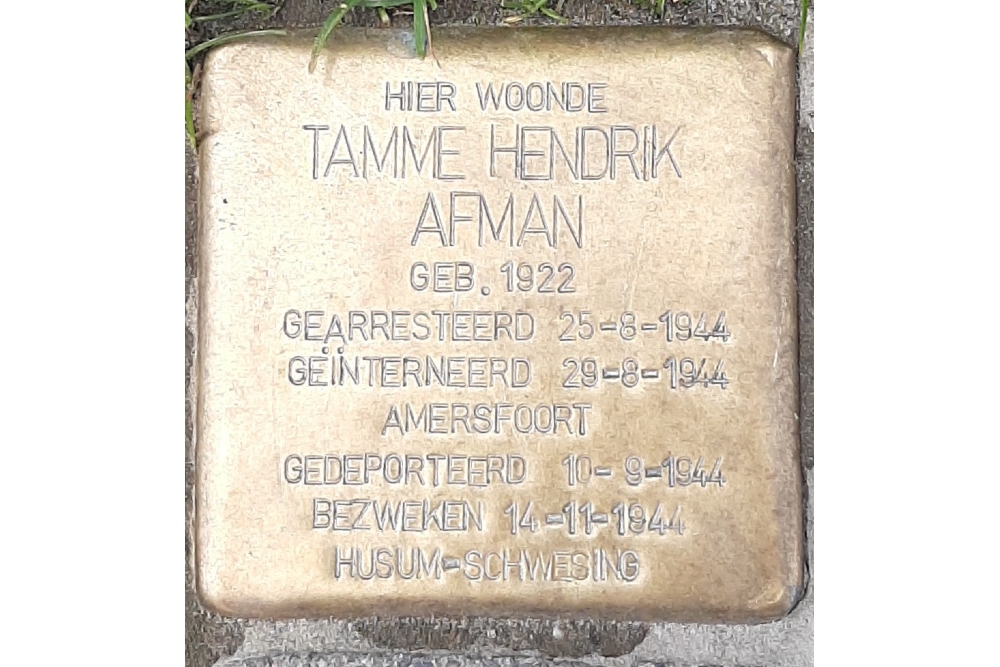 HIER WOONDE
TAMME HENDRIK
AFMAN
GEB. 1922
GEARRESTEERD 25-8-1944
GEÏNTERNEERD 29-8-1944
AMERSFOORT
GEDEPORTEERD 10-9-1944
BEZWEKEN 14-11-1944
HUSUM-SCHWESING